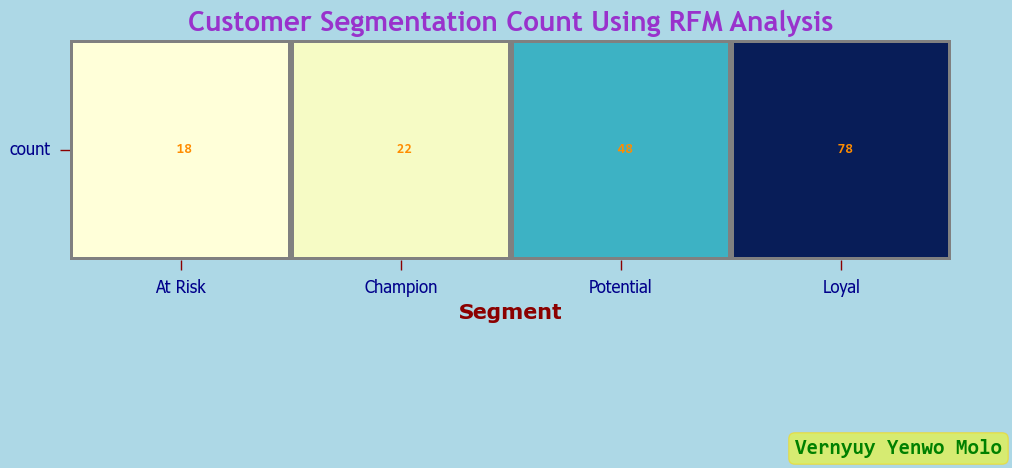 Customer Segmentation Count Using RFM Analysis
count
18 22 48 78
At Risk Champion Potential Loyal
Segment
Vernyuy Yenwo Molo